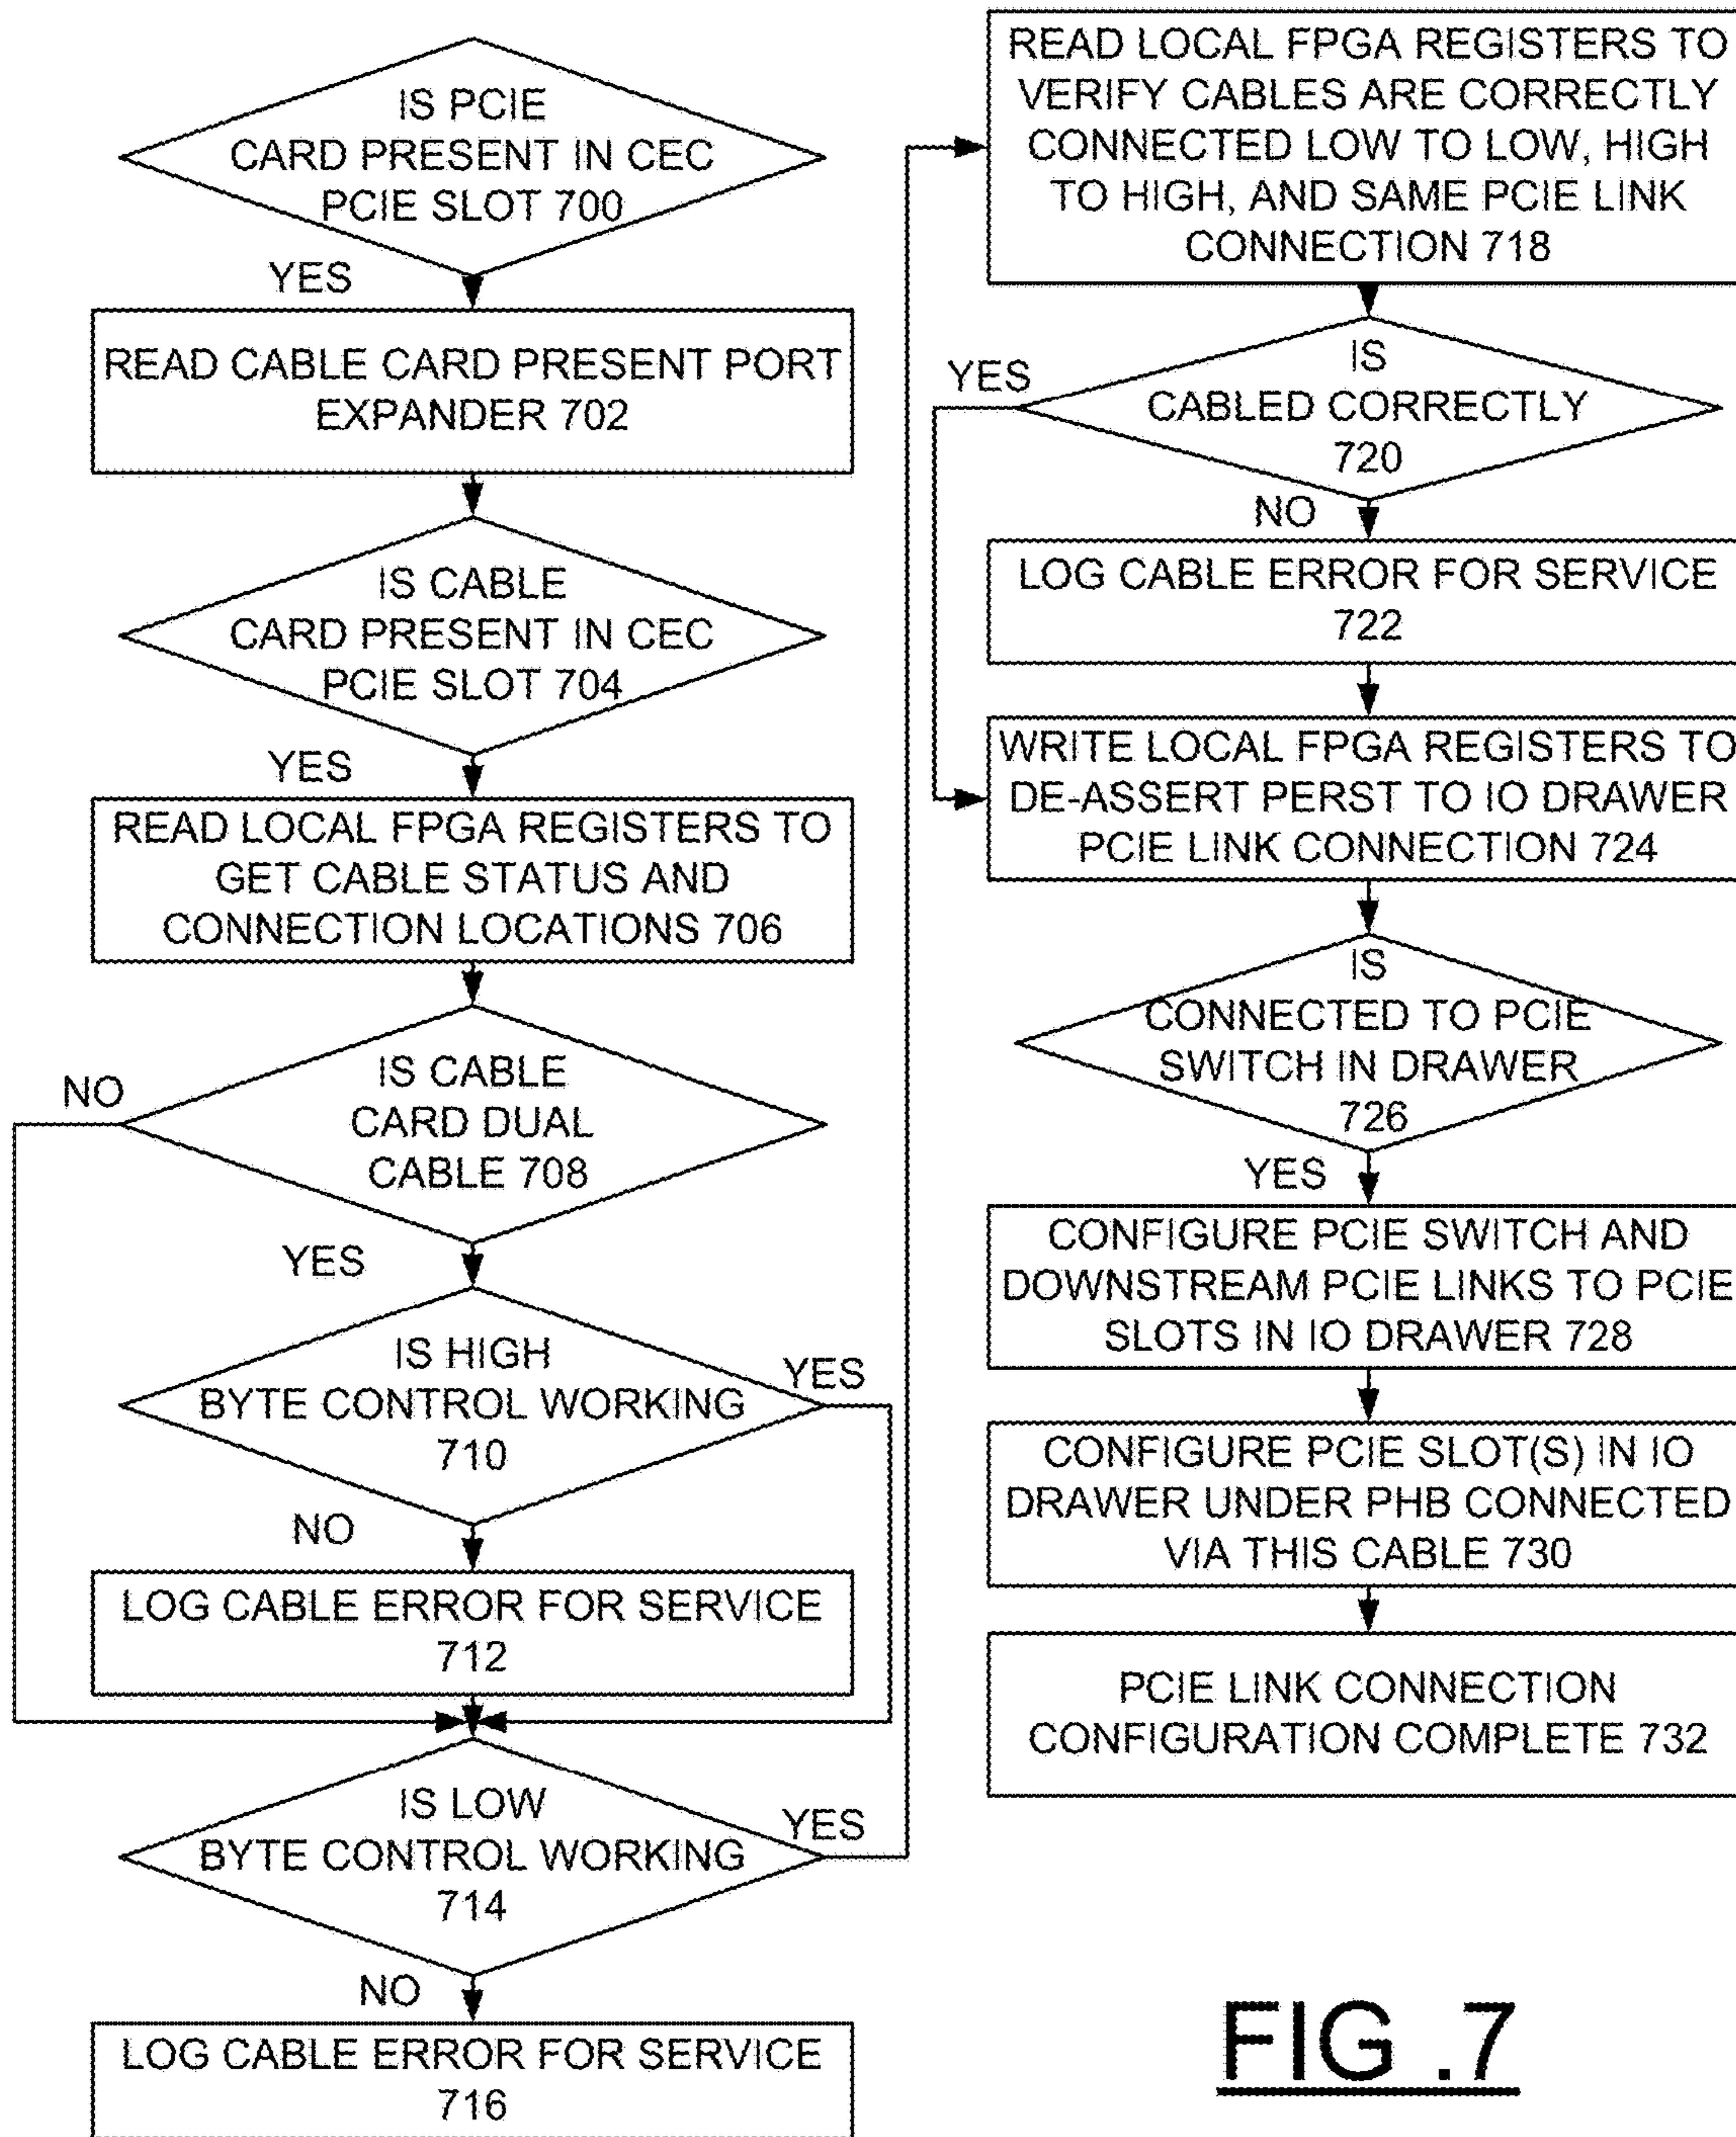 IS PCIE
CARD PRESENT IN CEC
PCIE SLOT 700
YES
READ CABLE CARD PRESENT PORT
EXPANDER 702
IS CABLE
CARD PRESENT IN CEC
PCIE SLOT 704
YES
READ LOCAL FPGA REGISTERS TO
GET CABLE STATUS AND
CONNECTION LOCATIONS 706
IS CABLE
CARD DUAL
CABLE 708
NO
YES
IS HIGH
BYTE CONTROL WORKING
710
YES
NO
LOG CABLE ERROR FOR SERVICE
712
IS LOW
BYTE CONTROL WORKING
714
YES
NO
LOG CABLE ERROR FOR SERVICE
716
READ LOCAL FPGA REGISTERS TO
VERIFY CABLES ARE CORRECTLY
CONNECTED LOW TO LOW, HIGH
TO HIGH, AND SAME PCIE LINK
CONNECTION 718
IS
CABLED CORRECTLY
720
YES
NO
LOG CABLE ERROR FOR SERVICE
722
WRITE LOCAL FPGA REGISTERS TO
DE-ASSERT PERST TO IO DRAWER
PCIE LINK CONNECTION 724
IS
CONNECTED TO PCIE
SWITCH IN DRAWER
726
YES
CONFIGURE PCIE SWITCH AND
DOWNSTREAM PCIE LINKS TO PCIE
SLOTS IN IO DRAWER 728
CONFIGURE PCIE SLOT(S) IN IO
DRAWER UNDER PHB CONNECTED
VIA THIS CABLE 730
PCIE LINK CONNECTION
CONFIGURATION COMPLETE 732
FIG .7